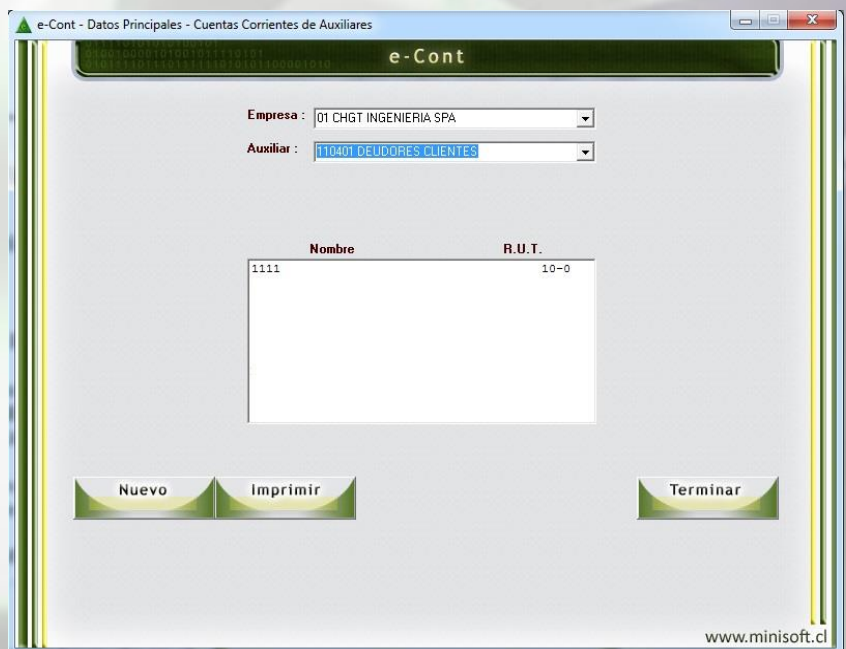 e-Cont - Datos Principales - Cuentas Corrientes de Auxiliares
e-Cont
Empresa : 01 CHGT INGENIERIA SPA
Auxiliar : 110401 DEUDORES CLIENTES
Nombre R.U.T.
1111 10-0
Nuevo Imprimir Terminar
www.minisoft.cl